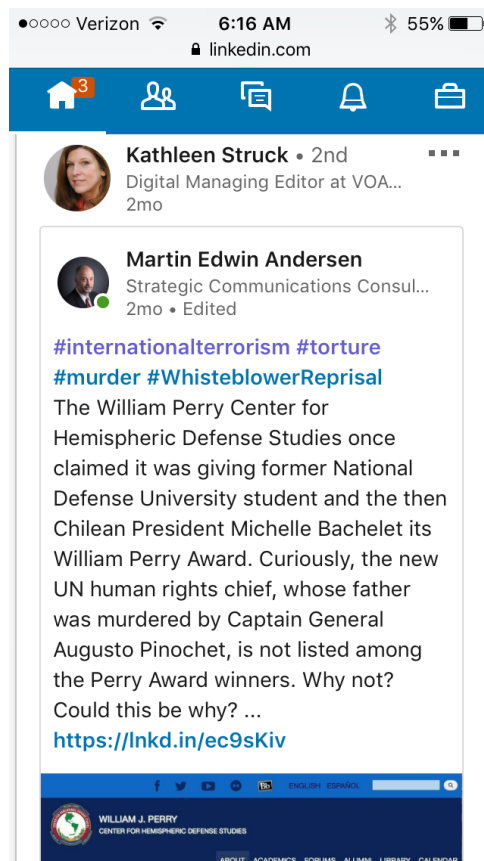 Verizon 6:16 AM 55%
linkedin.com
3
Kathleen Struck • 2nd
Digital Managing Editor at VOA...
2mo
Martin Edwin Andersen
Strategic Communications Consul...
2mo • Edited
#internationalterrorism #torture
#murder #WhisteblowerReprisal
The William Perry Center for
Hemispheric Defense Studies once
claimed it was giving former National
Defense University student and the then
Chilean President Michelle Bachelet its
William Perry Award. Curiously, the new
UN human rights chief, whose father
was murdered by Captain General
Augusto Pinochet, is not listed among
the Perry Award winners. Why not?
Could this be why? ...
https://lnkd.in/ec9sKiv
ENGLISH ESPAÑOL
WILLIAM J. PERRY
CENTER FOR HEMISPHERIC DEFENSE STUDIES
ABOUT ACADEMICS FORUMS ALUMNI LIBRARY CALENDAR